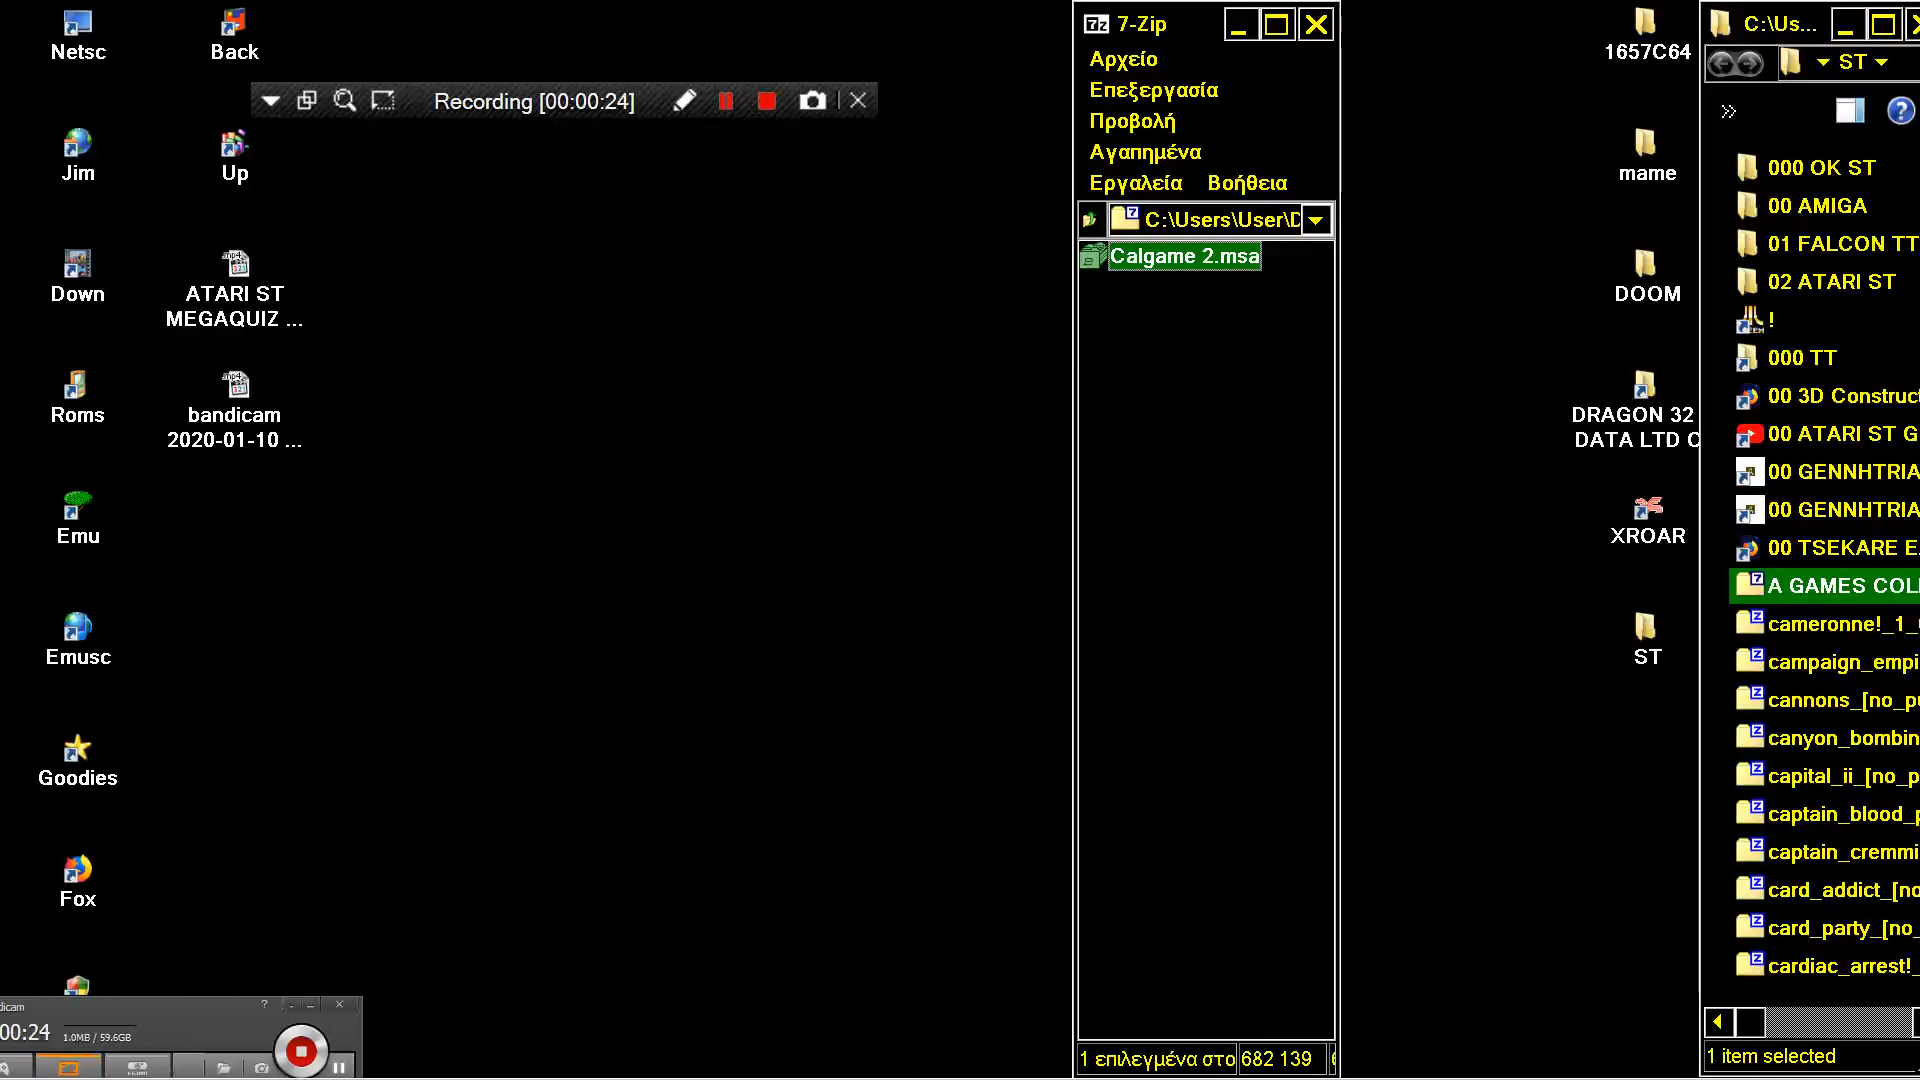 Netsc
Back
Jim
Up
Down
ATARI ST
MEGAQUIZ ...
Roms
bandicam
2020-01-10 ...
Emu
Emusc
Goodies
Fox
Recording [00:00:24]
dicam
00:24
1.0MB / 59.6GB
7-Zip
Αρχείο
Επεξεργασία
Προβολή
Αγαπημένα
Εργαλεία Βοήθεια
C:\Users\User\D
Calgame 2.msa
1 επιλεγμένα στο
682 139
1657C64
mame
DOOM
DRAGON 32
DATA LTD C
XROAR
ST
C:\Us...
ST
000 OK ST
00 AMIGA
01 FALCON TT
02 ATARI ST
!
000 TT
00 3D Construct
00 ATARI ST G
00 GENNHTRIA
00 GENNHTRIA
00 TSEKARE E
A GAMES COL
cameronne!_1_
campaign_empi
cannons_[no_p
canyon_bombin
capital_ii_[no_p
captain_blood_p
captain_cremmi
card_addict_[no
card_party_[no_
cardiac_arrest!_
1 item selected